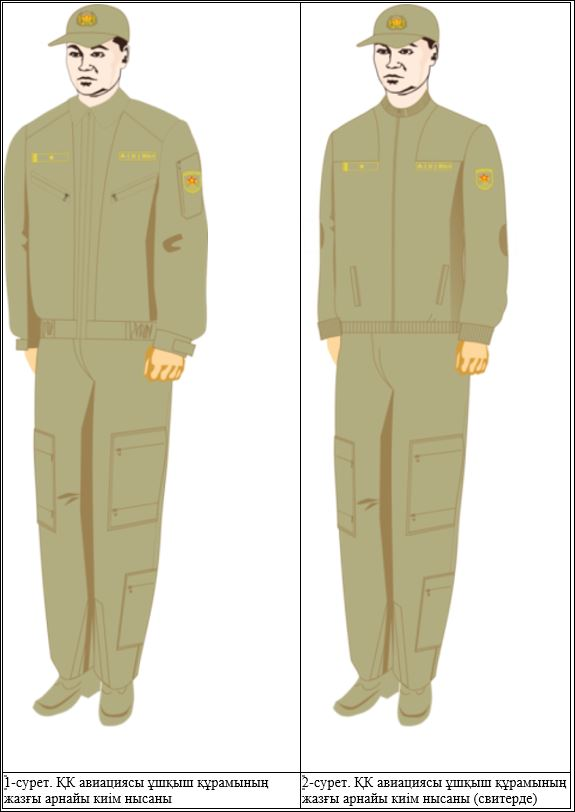 1-сурет. ҚК авиациясы ұшқыш құрамының
жазғы арнайы киім нысаны
2-сурет. ҚК авиациясы ұшқыш құрамының
жазғы арнайы киім нысаны (свитерде)